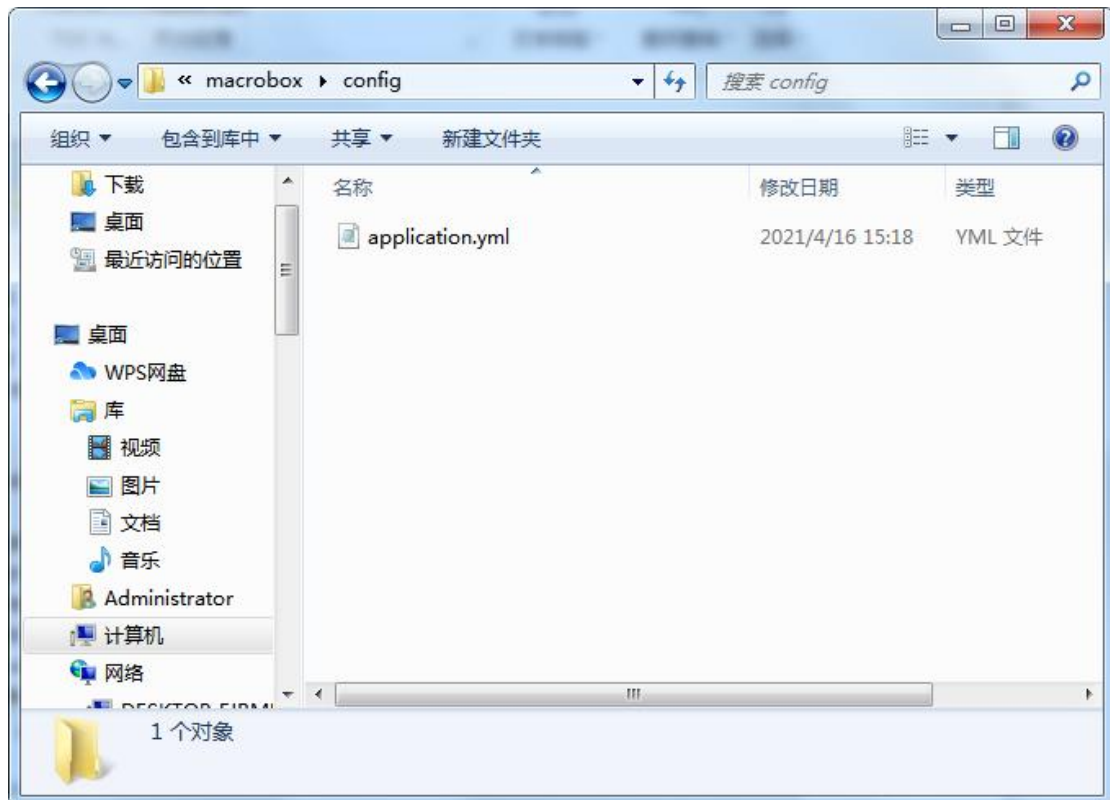 « macrobox ▸ config
搜索 config
组织 包含到库中 共享 新建文件夹
下载
桌面
最近访问的位置
桌面
WPS网盘
库
视频
图片
文档
音乐
Administrator
计算机
网络
名称 修改日期 类型
application.yml 2021/4/16 15:18 YML 文件
1 个对象